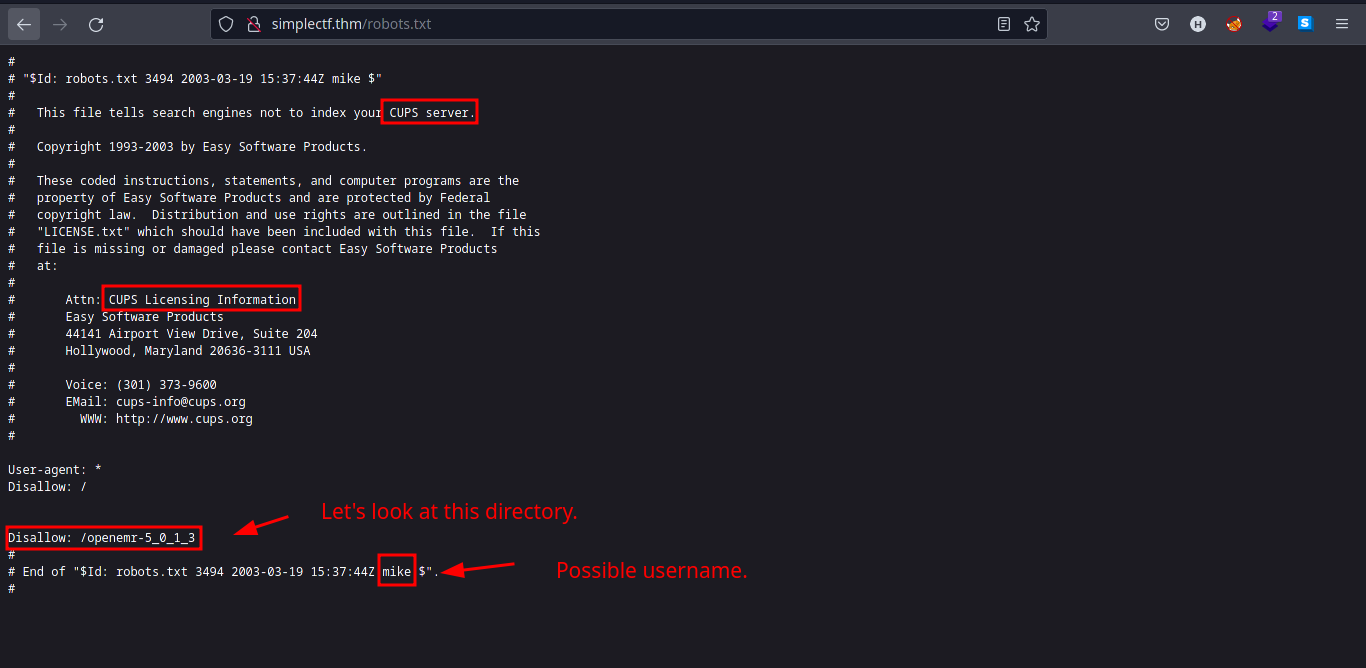 simplectf.thm/robots.txt
H
2
S
#
# "$Id: robots.txt 3494 2003-03-19 15:37:44Z mike $"
#
#   This file tells search engines not to index your CUPS server.
#
#   Copyright 1993-2003 by Easy Software Products.
#
#   These coded instructions, statements, and computer programs are the
#   property of Easy Software Products and are protected by Federal
#   copyright law.  Distribution and use rights are outlined in the file
#   "LICENSE.txt" which should have been included with this file.  If this
#   file is missing or damaged please contact Easy Software Products
#   at:
#
#       Attn: CUPS Licensing Information
#       Easy Software Products
#       44141 Airport View Drive, Suite 204
#       Hollywood, Maryland 20636-3111 USA
#
#       Voice: (301) 373-9600
#       EMail: cups-info@cups.org
#         WWW: http://www.cups.org
#
User-agent: *
Disallow: /
Let's look at this directory.
Disallow: /openemr-5_0_1_3
#
# End of "$Id: robots.txt 3494 2003-03-19 15:37:44Z mike $".
Possible username.
#